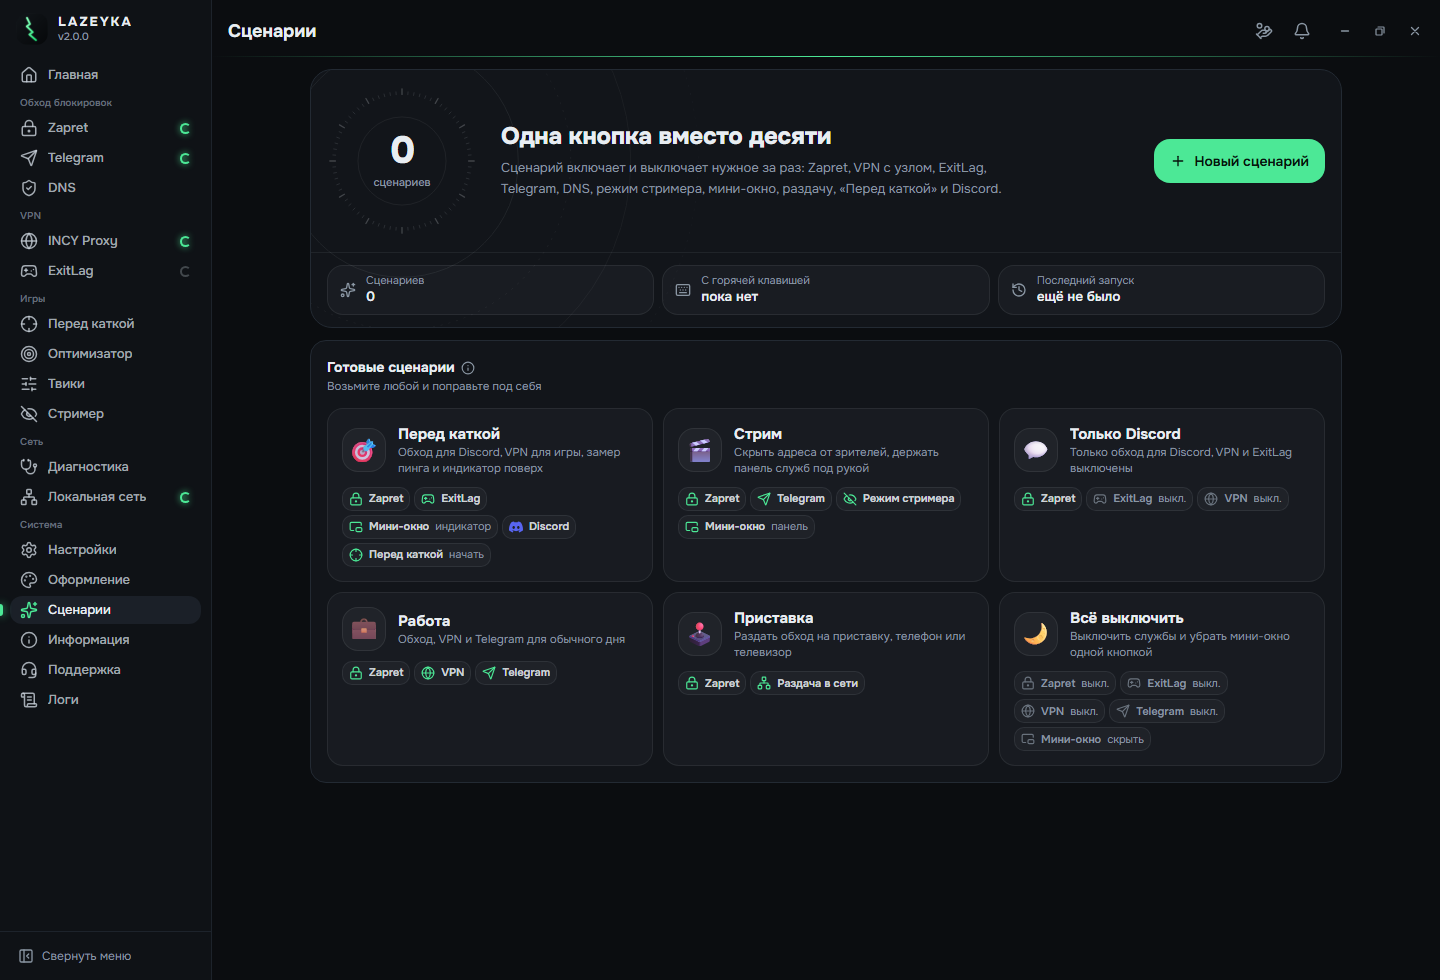 LAZEYKA
v2.0.0
Главная
Обход блокировок
Zapret
Telegram
DNS
VPN
INCY Proxy
ExitLag
Игры
Перед каткой
Оптимизатор
Твики
Стример
Сеть
Диагностика
Локальная сеть
Система
Настройки
Оформление
Сценарии
Информация
Поддержка
Логи
Свернуть меню
Сценарии
0
сценариев
Одна кнопка вместо десяти
Сценарий включает и выключает нужное за раз: Zapret, VPN с узлом, ExitLag,
Telegram, DNS, режим стримера, мини-окно, раздачу, «Перед каткой» и Discord.
Новый сценарий
Сценариев
0
С горячей клавишей
пока нет
Последний запуск
ещё не было
Готовые сценарии
Возьмите любой и поправьте под себя
Перед каткой
Обход для Discord, VPN для игры, замер
пинга и индикатор поверх
Zapret
ExitLag
Мини-окно индикатор
Discord
Перед каткой начать
Стрим
Скрыть адреса от зрителей, держать
панель служб под рукой
Zapret
Telegram
Режим стримера
Мини-окно панель
Только Discord
Только обход для Discord, VPN и ExitLag
выключены
Zapret
ExitLag выкл.
VPN выкл.
Работа
Обход, VPN и Telegram для обычного дня
Zapret
VPN
Telegram
Приставка
Раздать обход на приставку, телефон или
телевизор
Zapret
Раздача в сети
Всё выключить
Выключить службы и убрать мини-окно
одной кнопкой
Zapret выкл.
ExitLag выкл.
VPN выкл.
Telegram выкл.
Мини-окно скрыть